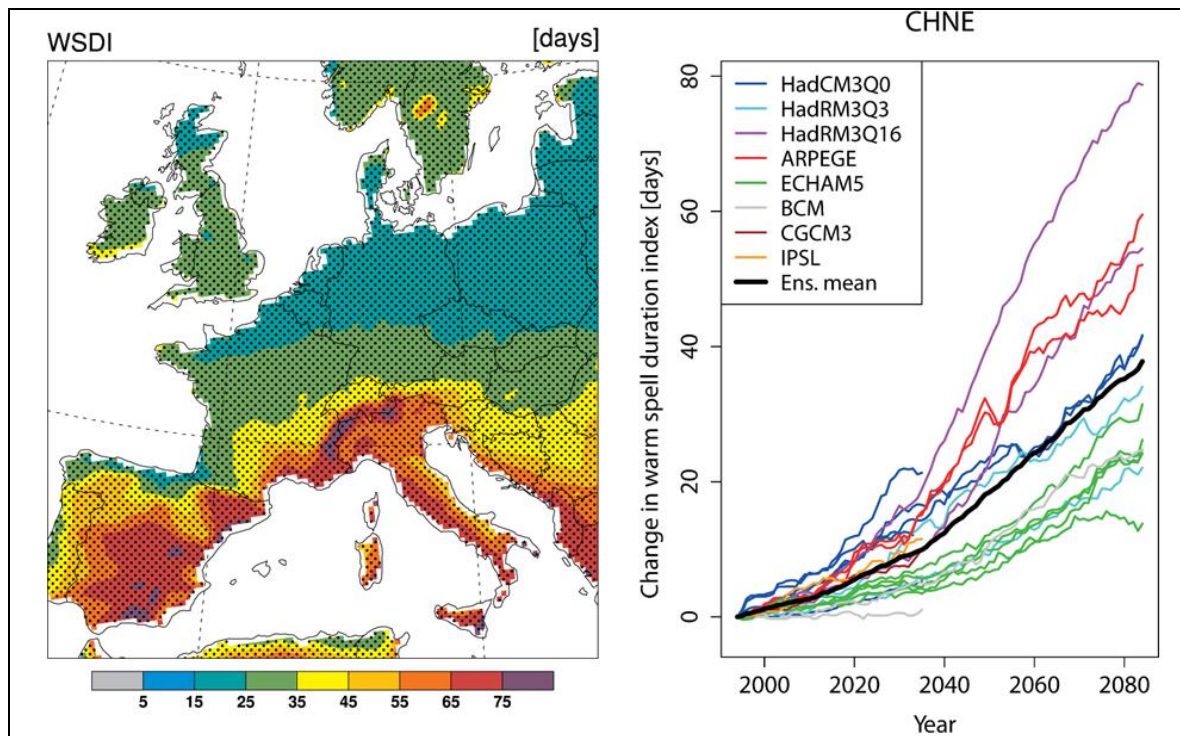 WSDI [days]
5 15 25 35 45 55 65 75
CHNE
Change in warm spell duration index [days]
80
60
40
20
0
HadCM3Q0
HadRM3Q3
HadRM3Q16
ARPEGE
ECHAM5
BCM
CGCM3
IPSL
Ens. mean
2000 2020 2040 2060 2080
Year